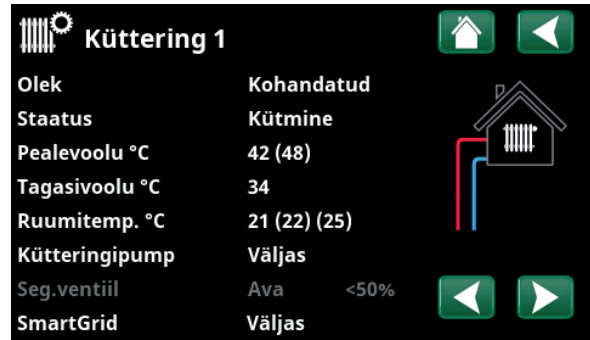 Küttering 1
Olek Kohandatud
Staatus Kütmine
Pealevoolu °C 42 (48)
Tagasivoolu °C 34
Ruumitemp. °C 21 (22) (25)
Kütteringipump Väljas
Seg.ventiil Ava <50%
SmartGrid Väljas